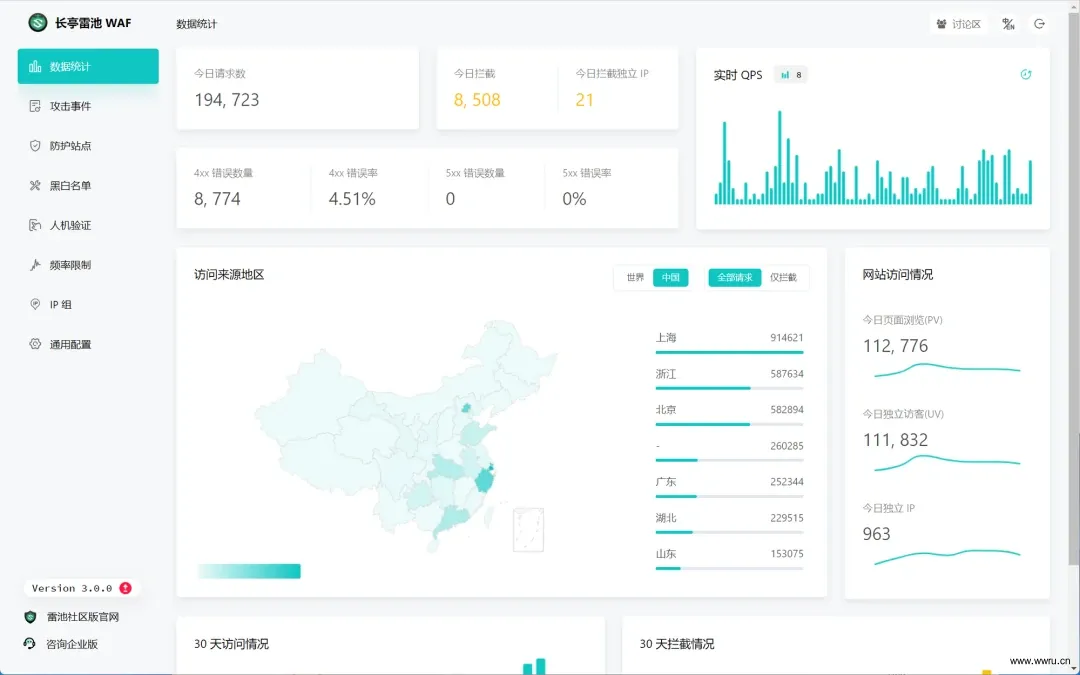 长亭雷池 WAF
数据统计
讨论区
EN
数据统计
攻击事件
防护站点
黑白名单
人机验证
频率限制
IP 组
通用配置
Version 3.0.0
雷池社区版官网
咨询企业版
今日请求数
194, 723
今日拦截
8, 508
今日拦截独立 IP
21
实时 QPS
8
4xx 错误数量
8, 774
4xx 错误率
4.51%
5xx 错误数量
0
5xx 错误率
0%
访问来源地区
世界 中国 全部请求 仅拦截
上海 914621
浙江 587634
北京 582894
- 260285
广东 252344
湖北 229515
山东 153075
网站访问情况
今日页面浏览(PV)
112, 776
今日独立访客(UV)
111, 832
今日独立 IP
963
30 天访问情况
30 天拦截情况
www.wwru.cn